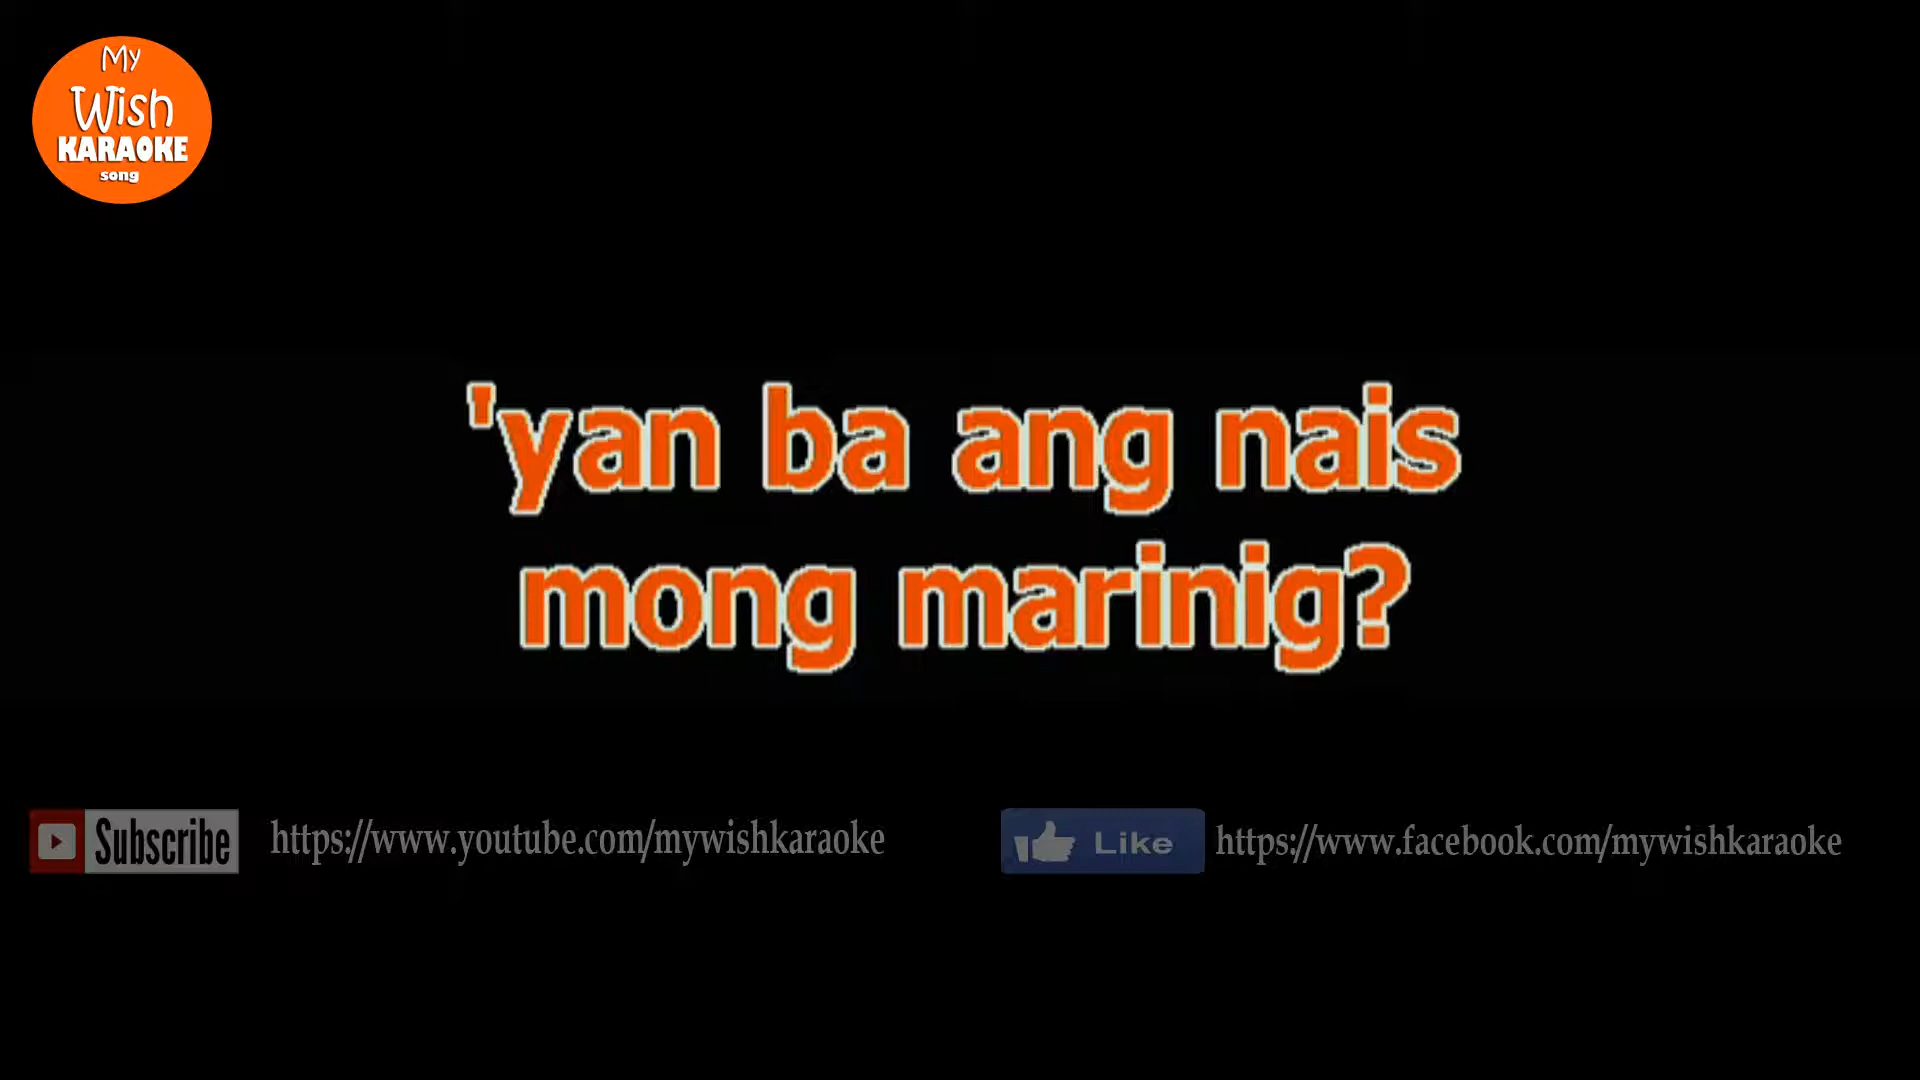 My
Wish
KARAOKE
song
'yan ba ang nais
mong marinig?
Subscribe https://www.youtube.com/mywishkaraoke Like https://www.facebook.com/mywishkaraoke